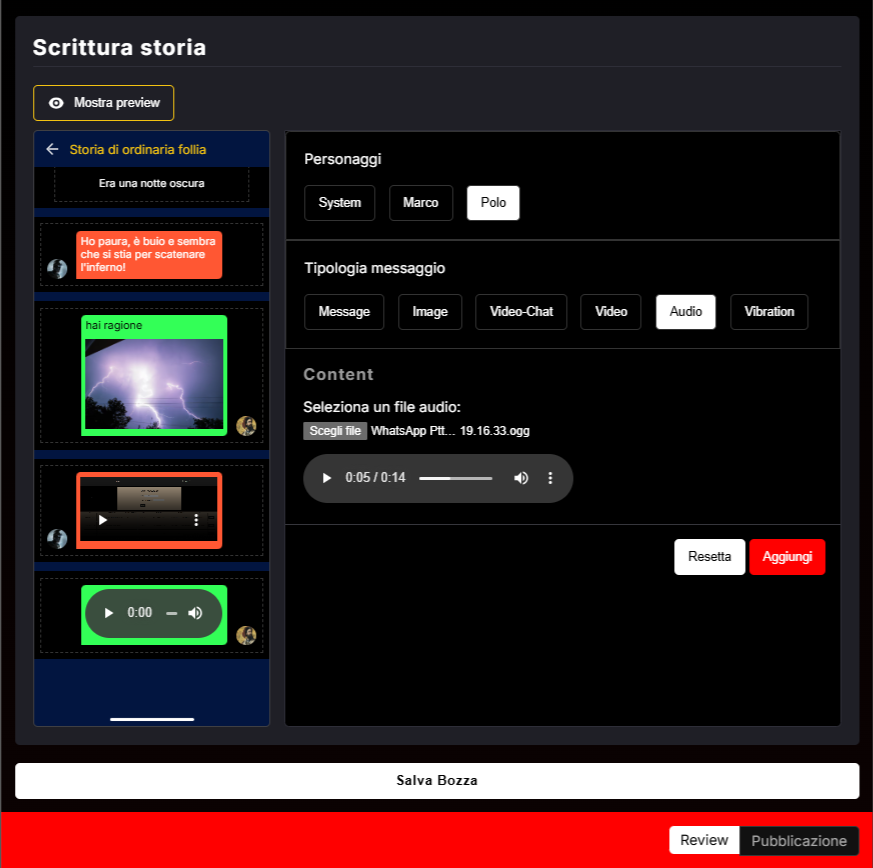 Scrittura storia
Mostra preview
Storia di ordinaria follia
Era una notte oscura
Ho paura, è buio e sembra
che si stia per scatenare
l'inferno!
hai ragione
0:00
Personaggi
System
Marco
Polo
Tipologia messaggio
Message
Image
Video-Chat
Video
Audio
Vibration
Content
Seleziona un file audio:
Scegli file WhatsApp Ptt... 19.16.33.ogg
0:05 / 0:14
Resetta
Aggiungi
Salva Bozza
Review
Pubblicazione